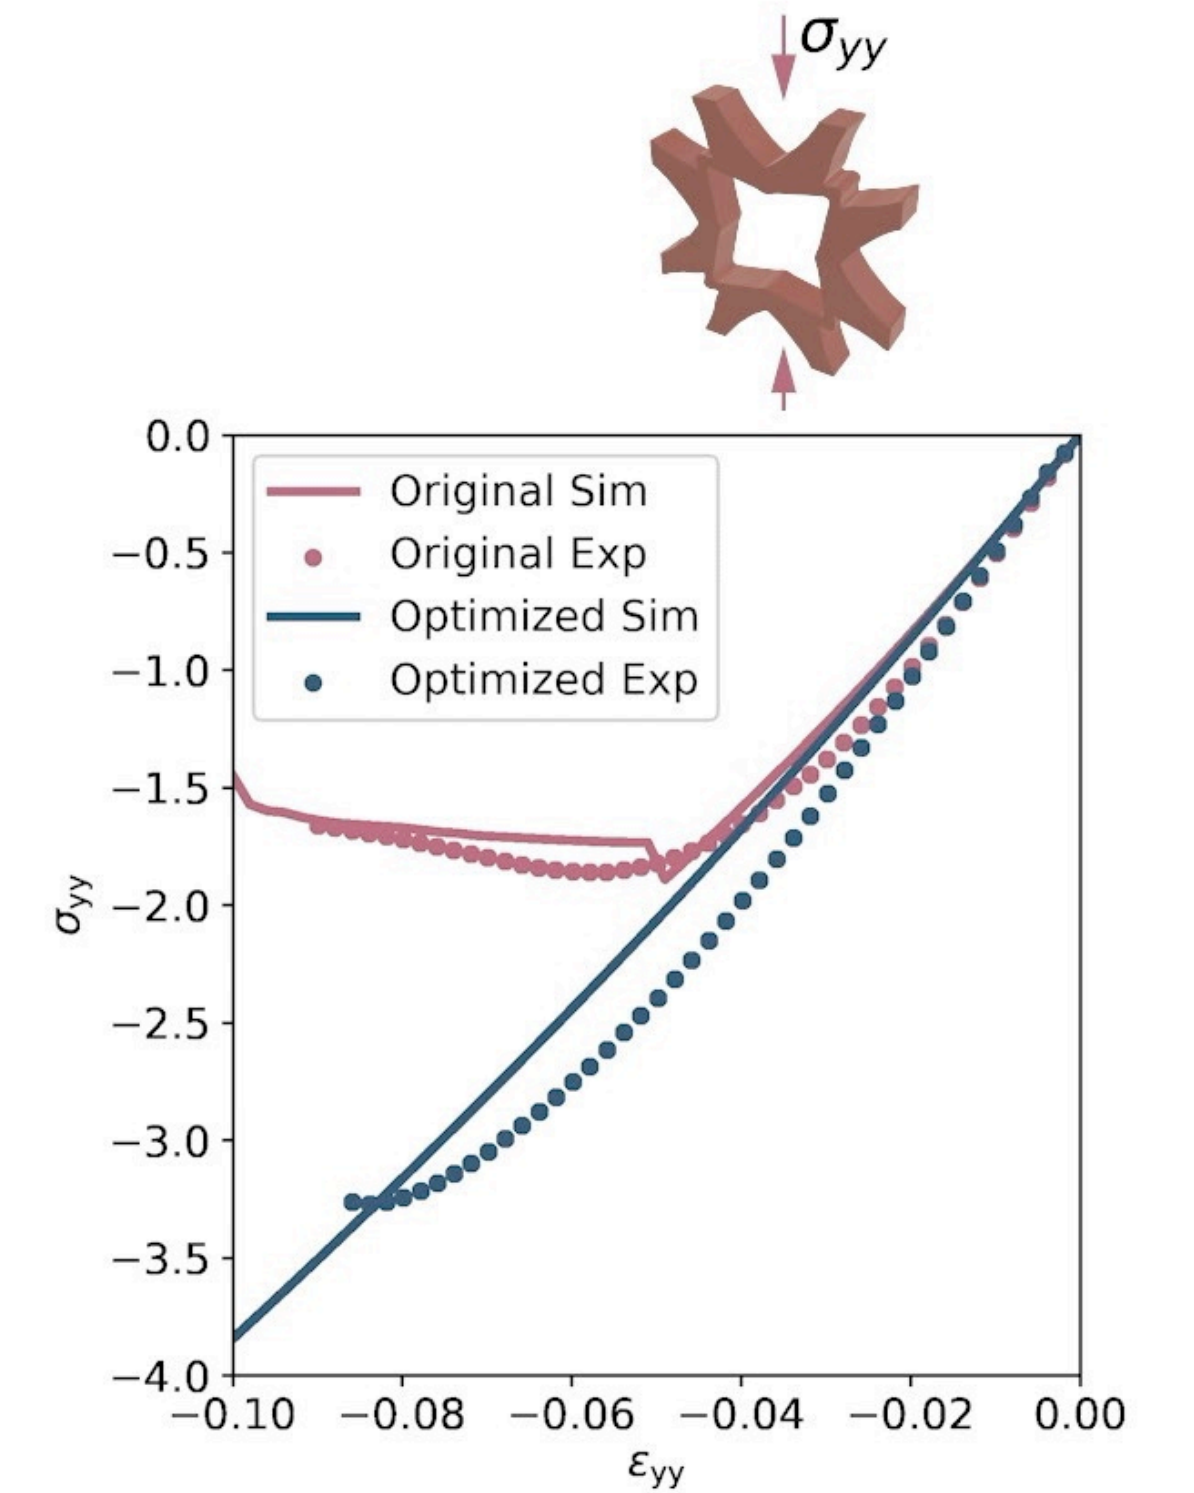 σyy
0.0
Original Sim
Original Exp
Optimized Sim
Optimized Exp
−0.5
−1.0
−1.5
−2.0
−2.5
−3.0
−3.5
−4.0
σyy
−0.10 −0.08 −0.06 −0.04 −0.02 0.00
εyy